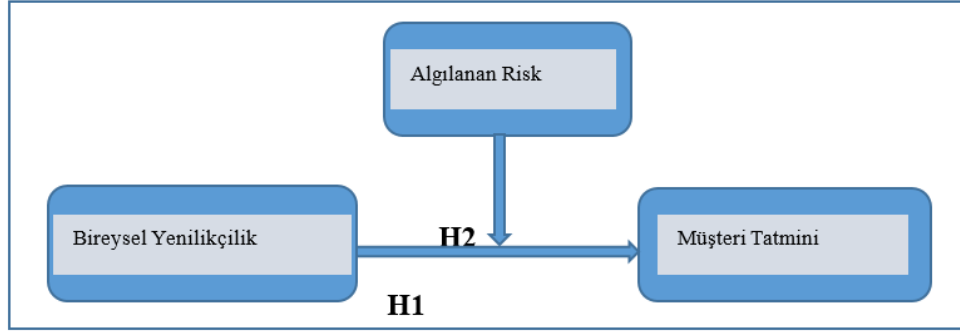 Algılanan Risk
Bireysel Yenilikçilik
H2
Müşteri Tatmini
H1